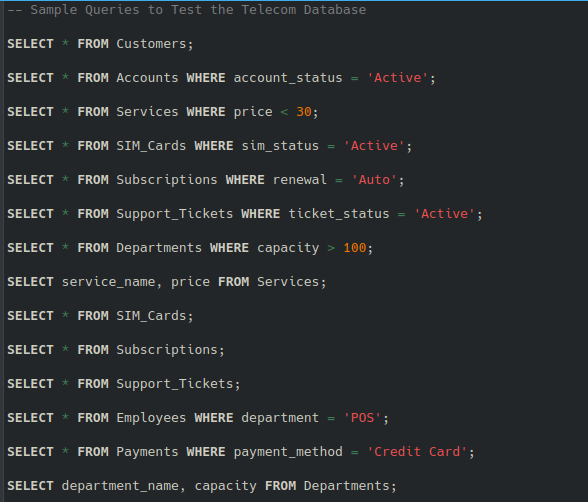 -- Sample Queries to Test the Telecom Database
SELECT * FROM Customers;
SELECT * FROM Accounts WHERE account_status = 'Active';
SELECT * FROM Services WHERE price < 30;
SELECT * FROM SIM_Cards WHERE sim_status = 'Active';
SELECT * FROM Subscriptions WHERE renewal = 'Auto';
SELECT * FROM Support_Tickets WHERE ticket_status = 'Active';
SELECT * FROM Departments WHERE capacity > 100;
SELECT service_name, price FROM Services;
SELECT * FROM SIM_Cards;
SELECT * FROM Subscriptions;
SELECT * FROM Support_Tickets;
SELECT * FROM Employees WHERE department = 'POS';
SELECT * FROM Payments WHERE payment_method = 'Credit Card';
SELECT department_name, capacity FROM Departments;